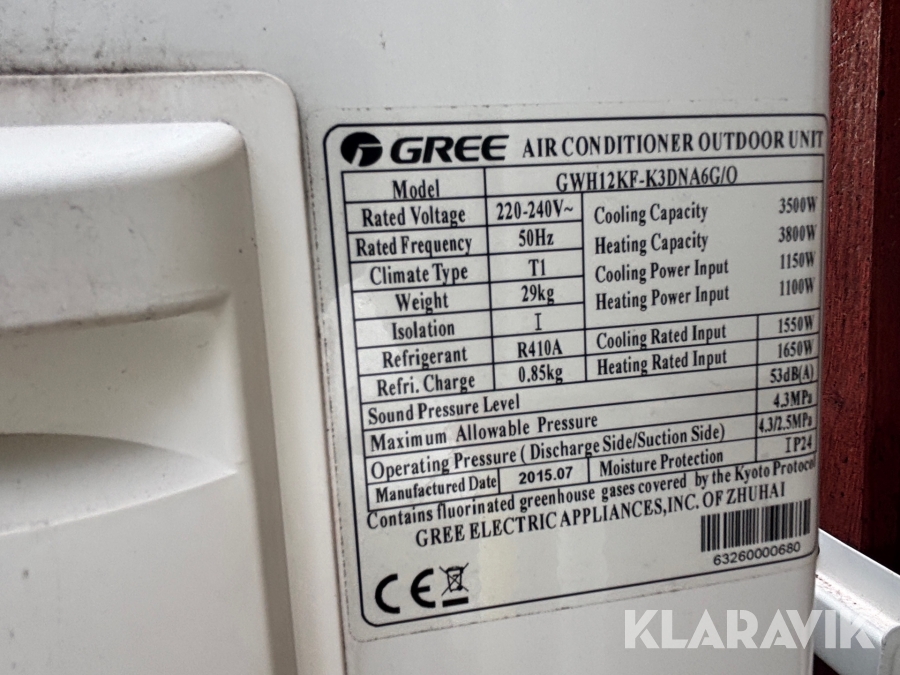 GREE AIR CONDITIONER OUTDOOR UNIT
Model GWH12KF-K3DNA6G/O
Rated Voltage 220-240V~ Cooling Capacity 3500W
Rated Frequency 50Hz Heating Capacity 3800W
Climate Type T1 Cooling Power Input 1150W
Weight 29kg Heating Power Input 1100W
Isolation I Cooling Rated Input 1550W
Refrigerant R410A Heating Rated Input 1650W
Refri. Charge 0.85kg
Sound Pressure Level 53dB(A)
Maximum Allowable Pressure 4.3MPa
Operating Pressure ( Discharge Side/Suction Side) 4.3/2.5MPa
Manufactured Date 2015.07 Moisture Protection IP24
Contains fluorinated greenhouse gases covered by the Kyoto Protocol
GREE ELECTRIC APPLIANCES,INC. OF ZHUHAI
63260000680
CE
KLARAVIK